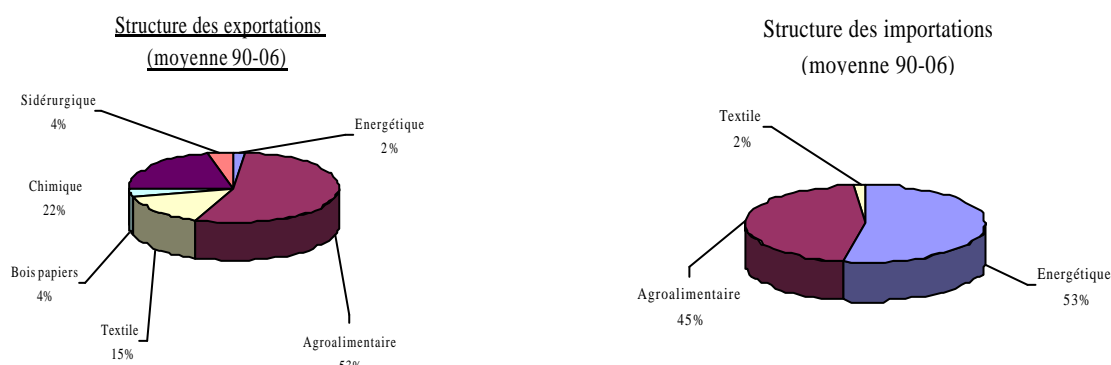 Structure des exportations
(moyenne 90-06)
Sidérurgique
4%
Energétique
2%
Chimique
22%
Bois papiers
4%
Textile
15%
Agroalimentaire
53%
Structure des importations
(moyenne 90-06)
Textile
2%
Agroalimentaire
45%
Energétique
53%